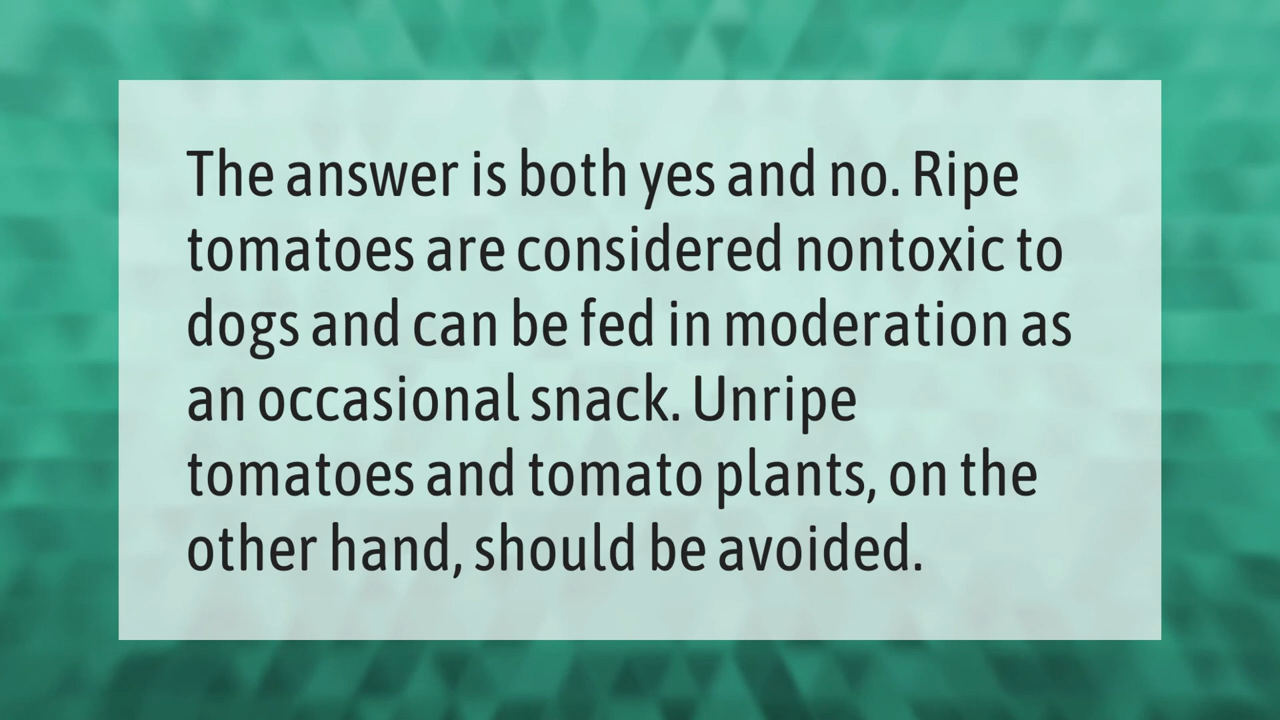 The answer is both yes and no. Ripe
tomatoes are considered nontoxic to
dogs and can be fed in moderation as
an occasional snack. Unripe
tomatoes and tomato plants, on the
other hand, should be avoided.